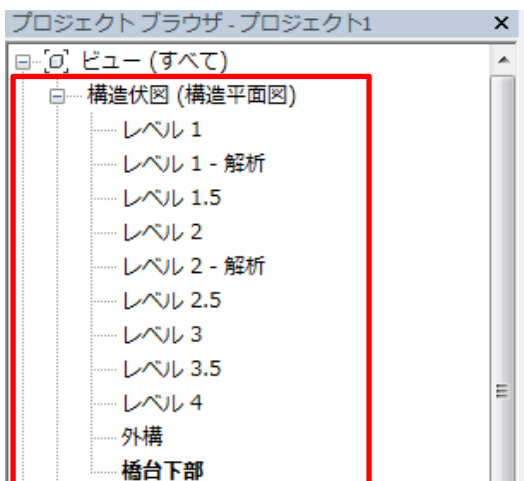 プロジェクト ブラウザ - プロジェクト1
ビュー (すべて)
構造伏図 (構造平面図)
レベル 1
レベル 1 - 解析
レベル 1.5
レベル 2
レベル 2 - 解析
レベル 2.5
レベル 3
レベル 3.5
レベル 4
外構
橋台下部